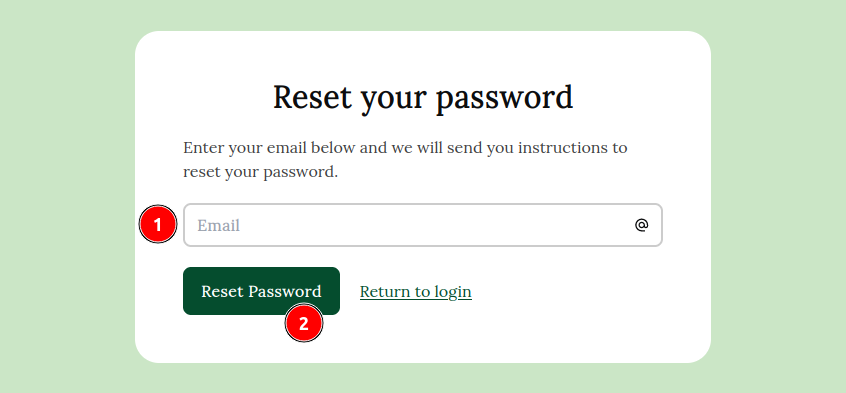 Reset your password
Enter your email below and we will send you instructions to
reset your password.
1
Email
@
Reset Password
Return to login
2